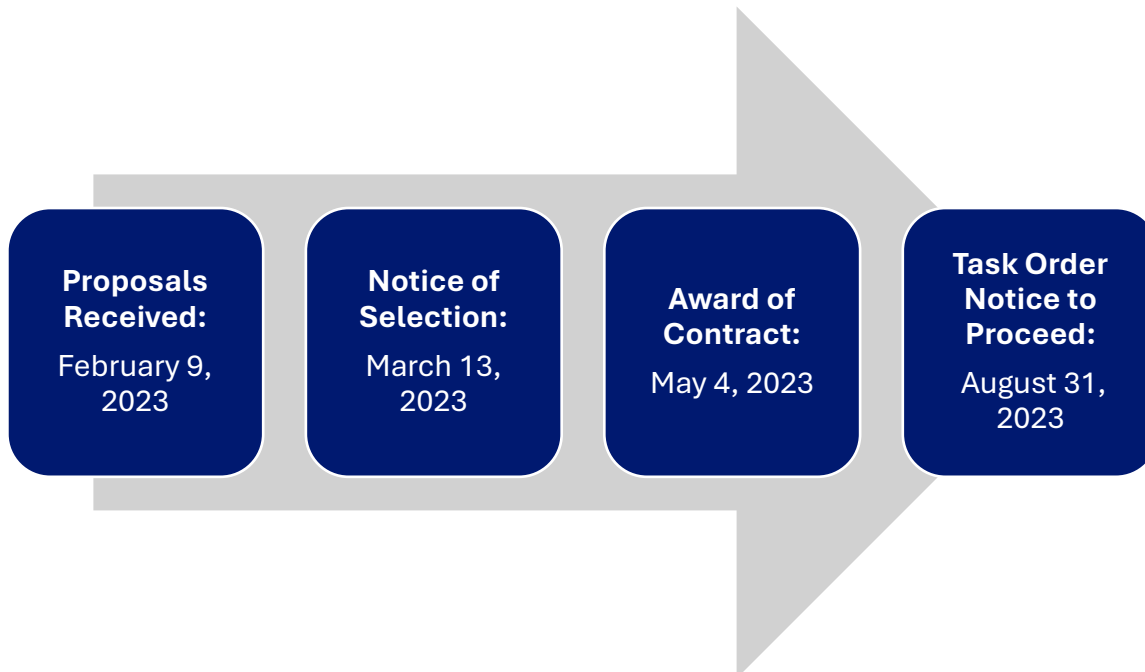 Proposals
Received:
February 9,
2023
Notice of
Selection:
March 13,
2023
Award of
Contract:
May 4, 2023
Task Order
Notice to
Proceed:
August 31,
2023